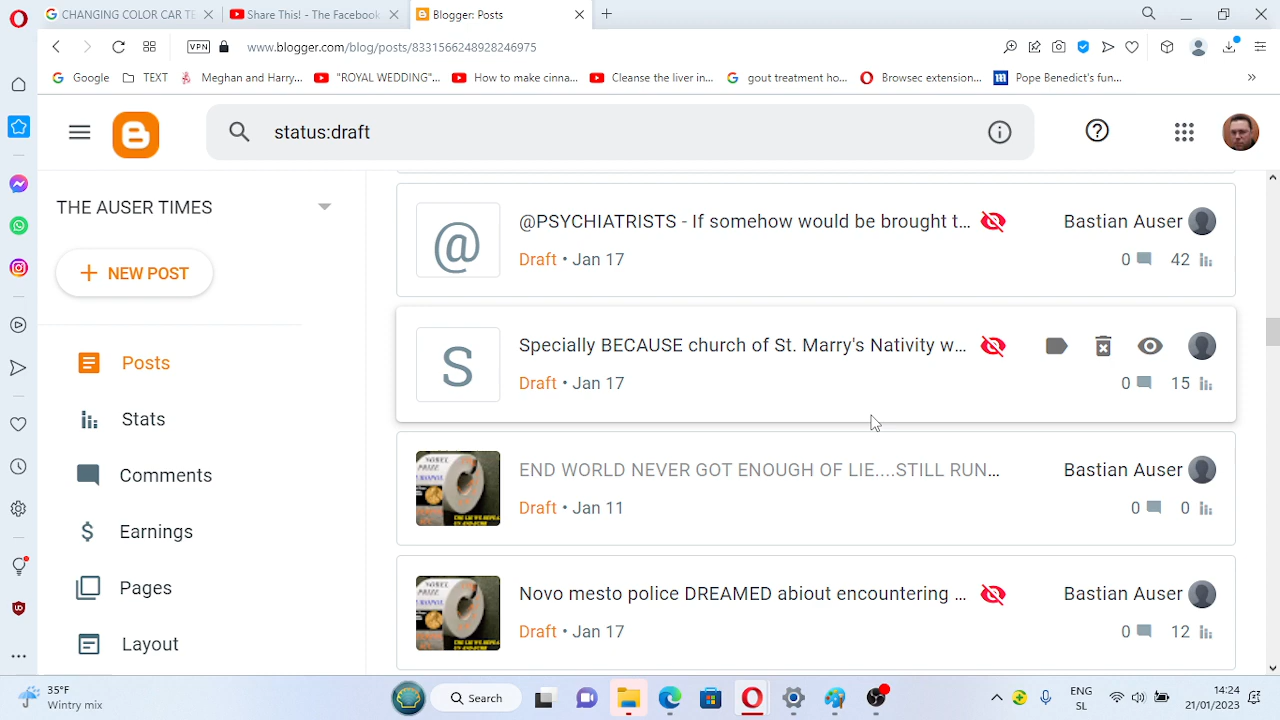 CHANGING COLOR CAR TE
Share This! - The Facebook
Blogger: Posts
VPN
www.blogger.com/blog/posts/8331566248928246975
Google
TEXT
Meghan and Harry...
"ROYAL WEDDING"...
How to make cinna...
Cleanse the liver in...
gout treatment ho...
Browsec extension...
Pope Benedict's fun...
status:draft
THE AUSER TIMES
NEW POST
Posts
Stats
Comments
Earnings
Pages
Layout
@
@PSYCHIATRISTS - If somehow would be brought t...
Bastian Auser
Draft • Jan 17
0
42
S
Specially BECAUSE church of St. Marry's Nativity w...
Draft • Jan 17
0
15
END WORLD NEVER GOT ENOUGH OF LIE....STILL RUN...
Bastian Auser
Draft • Jan 11
0
0
Novo mesto police DREAMED abiout encountering ...
Bastian Auser
Draft • Jan 17
0
12
35°F
Wintry mix
Search
ENG
SL
14:24
21/01/2023